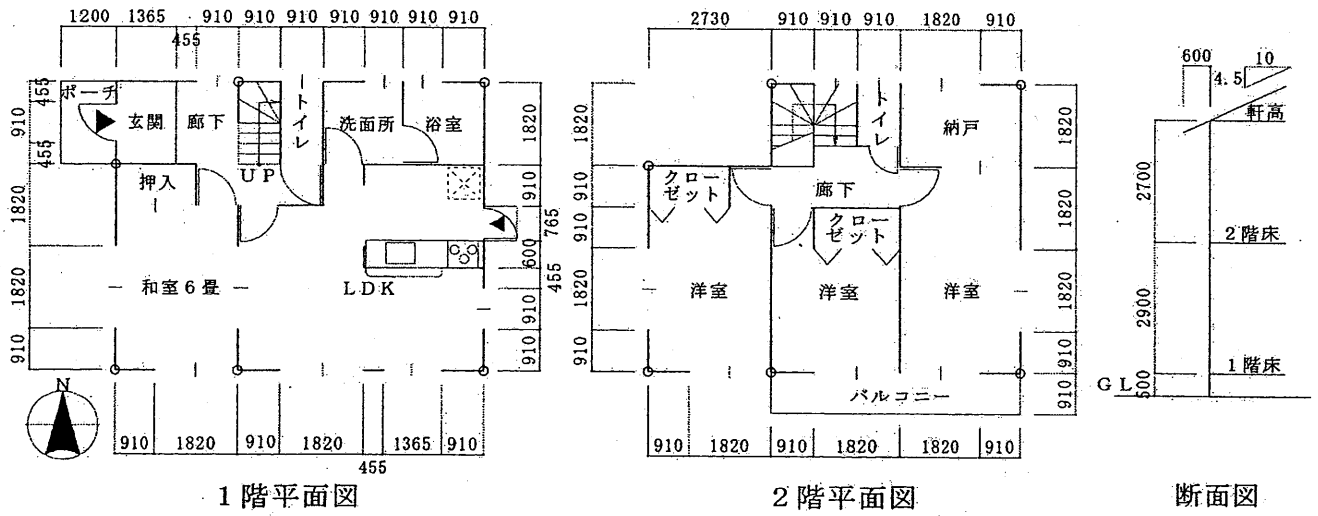 1200 1365 910 910 910 910 910 910
455
455
910
455
1820
1820
910
ポーチ
玄関
廊下
トイレ
洗面所
浴室
押入
UP
和室6畳
LDK
1820
910
765
600
455
910
910
N
910 1820 910 1820 1365 910
455
1階平面図
2730 910 910 910 1820 910
910
910
1820
910
トイレ
納戸
クローゼット
廊下
クローゼット
洋室
洋室
洋室
バルコニー
1820
1820
1820
910
910
910 1820 910 1820 1820 910
2階平面図
600 10
4.5
軒高
2700
2階床
2900
1階床
GL
500
断面図